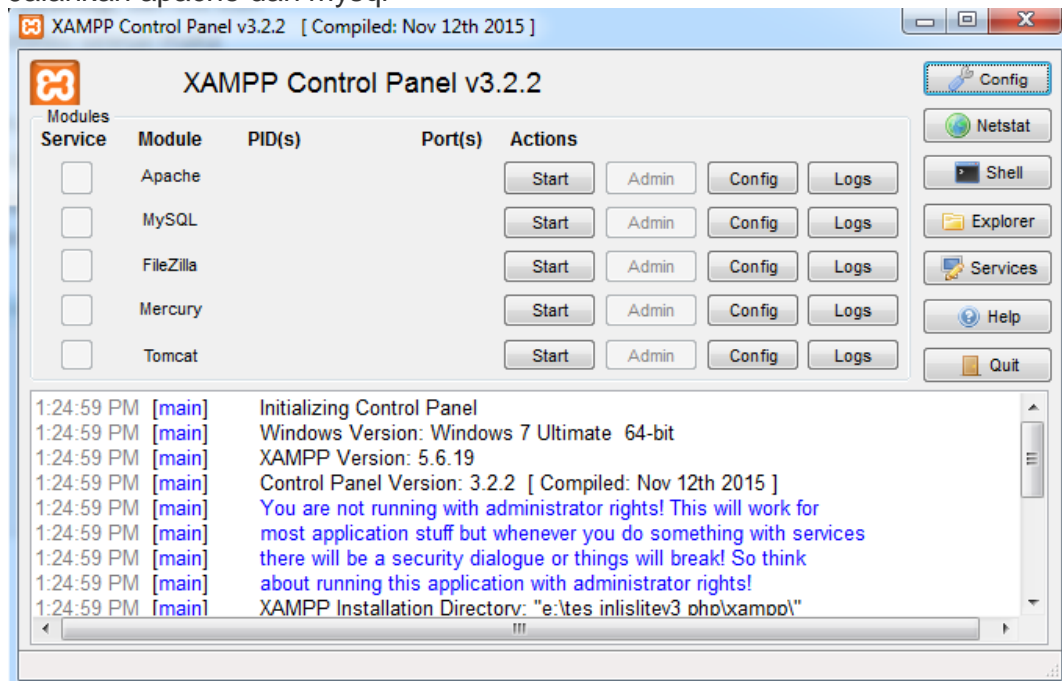 Jalankan apache dan mysql
XAMPP Control Panel v3.2.2 [ Compiled: Nov 12th 2015 ]
XAMPP Control Panel v3.2.2
Config
Modules
Service Module PID(s) Port(s) Actions
Netstat
Apache Start Admin Config Logs
Shell
MySQL Start Admin Config Logs
Explorer
FileZilla Start Admin Config Logs
Services
Mercury Start Admin Config Logs
Help
Tomcat Start Admin Config Logs
Quit
1:24:59 PM [main] Initializing Control Panel
1:24:59 PM [main] Windows Version: Windows 7 Ultimate 64-bit
1:24:59 PM [main] XAMPP Version: 5.6.19
1:24:59 PM [main] Control Panel Version: 3.2.2 [ Compiled: Nov 12th 2015 ]
1:24:59 PM [main] You are not running with administrator rights! This will work for
1:24:59 PM [main] most application stuff but whenever you do something with services
1:24:59 PM [main] there will be a security dialogue or things will break! So think
1:24:59 PM [main] about running this application with administrator rights!
1:24:59 PM [main] XAMPP Installation Directory: "e:\tes inlislitev3 php\xampp\"